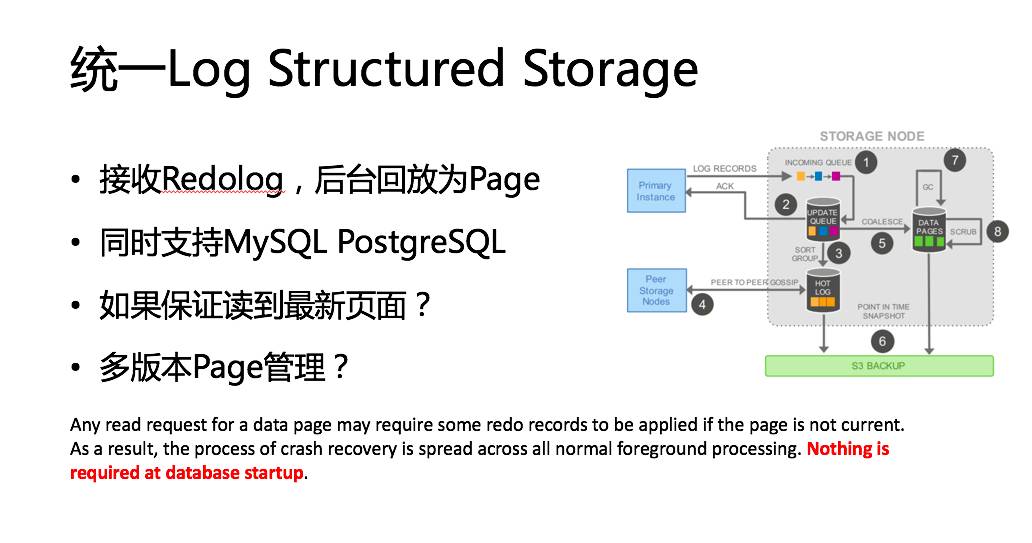 统一Log Structured Storage
• 接收Redolog，后台回放为Page
• 同时支持MySQL PostgreSQL
• 如果保证读到最新页面？
• 多版本Page管理？
STORAGE NODE
LOG RECORDS
INCOMING QUEUE
1
7
Primary
Instance
ACK
GC
2
UPDATE
QUEUE
COALESCE
DATA
PAGES
SCRUB
8
5
SORT
GROUP
3
Peer
Storage
Nodes
PEER TO PEER GOSSIP
4
HOT
LOG
POINT IN TIME
SNAPSHOT
6
S3 BACKUP
Any read request for a data page may require some redo records to be applied if the page is not current.
As a result, the process of crash recovery is spread across all normal foreground processing. Nothing is
required at database startup.